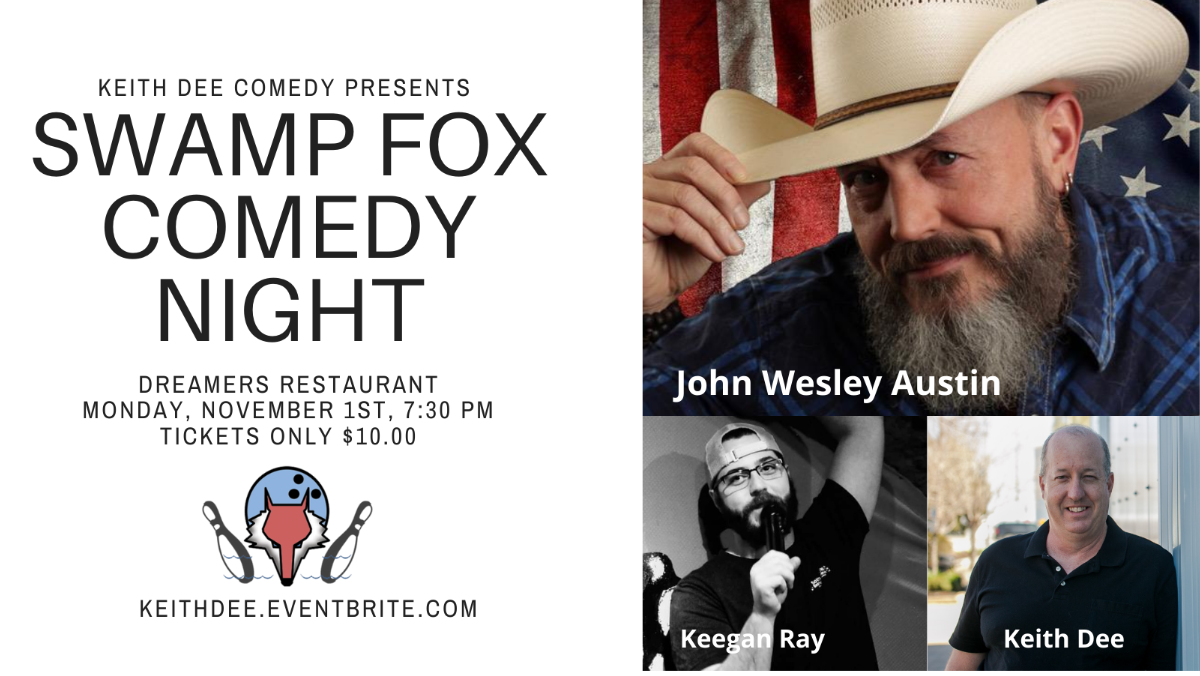 KEITH DEE COMEDY PRESENTS
SWAMP FOX
COMEDY
NIGHT
DREAMERS RESTAURANT
MONDAY, NOVEMBER 1ST, 7:30 PM
TICKETS ONLY $10.00
KEITHDEE.EVENTBRITE.COM
John Wesley Austin
Keegan Ray
Keith Dee